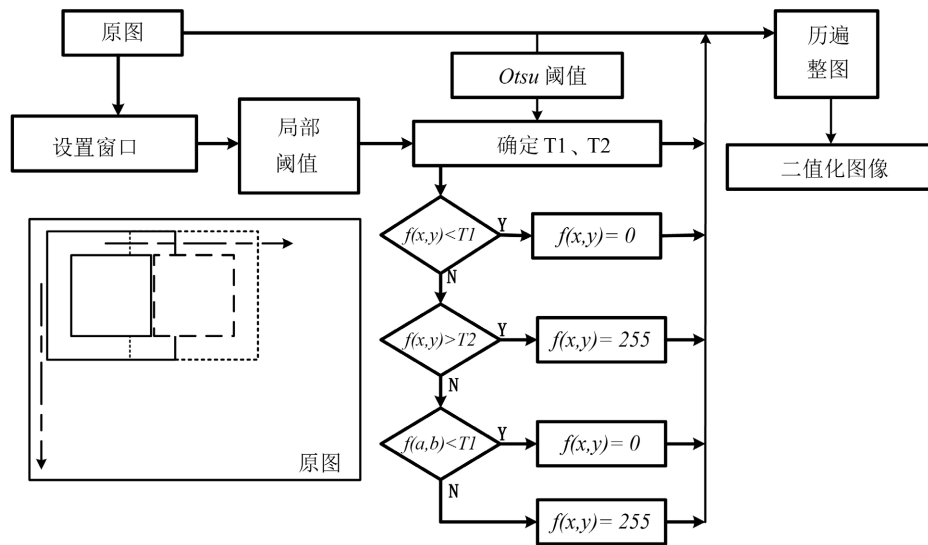 原图
历遍
整图
Otsu 阈值
设置窗口
局部
阈值
确定 T1、T2
二值化图像
f(x,y)<T1
Y
f(x,y)= 0
N
f(x,y)>T2
Y
f(x,y)= 255
N
f(a,b)<T1
Y
f(x,y)= 0
N
f(x,y)= 255
原图